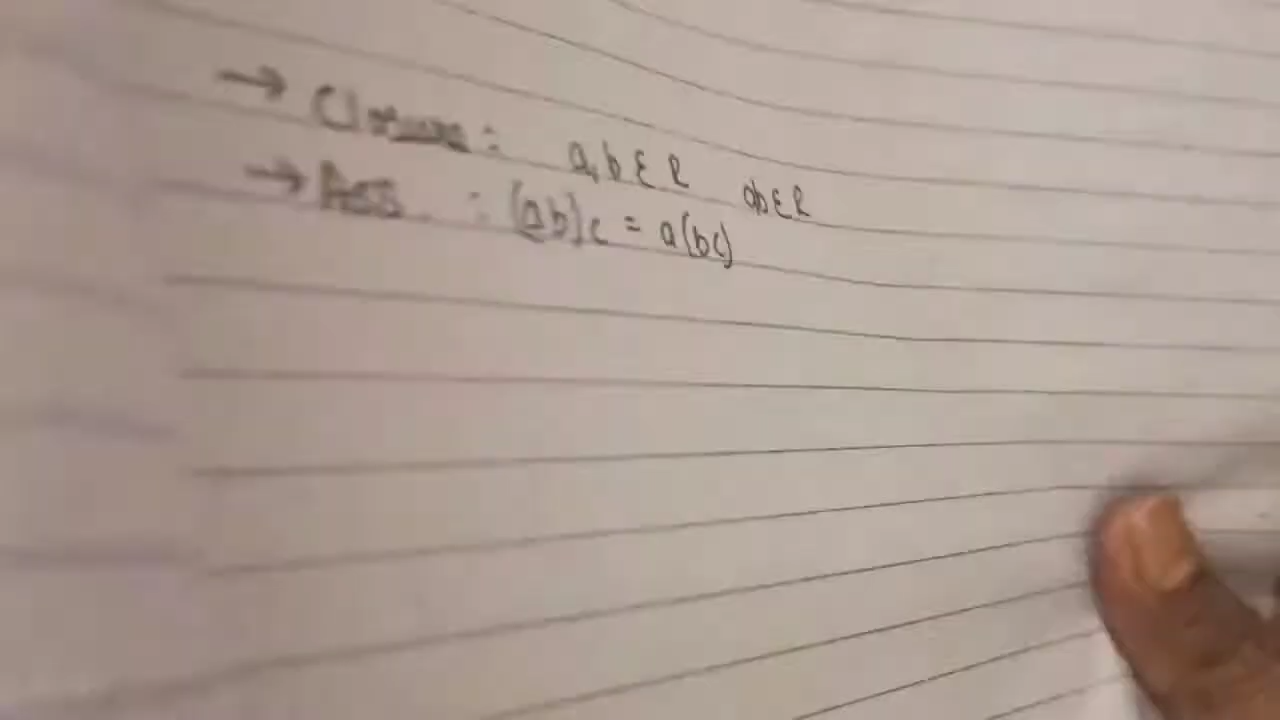 → Closure : a, b ε R ab ε R
→ Ass : (ab)c = a(bc)